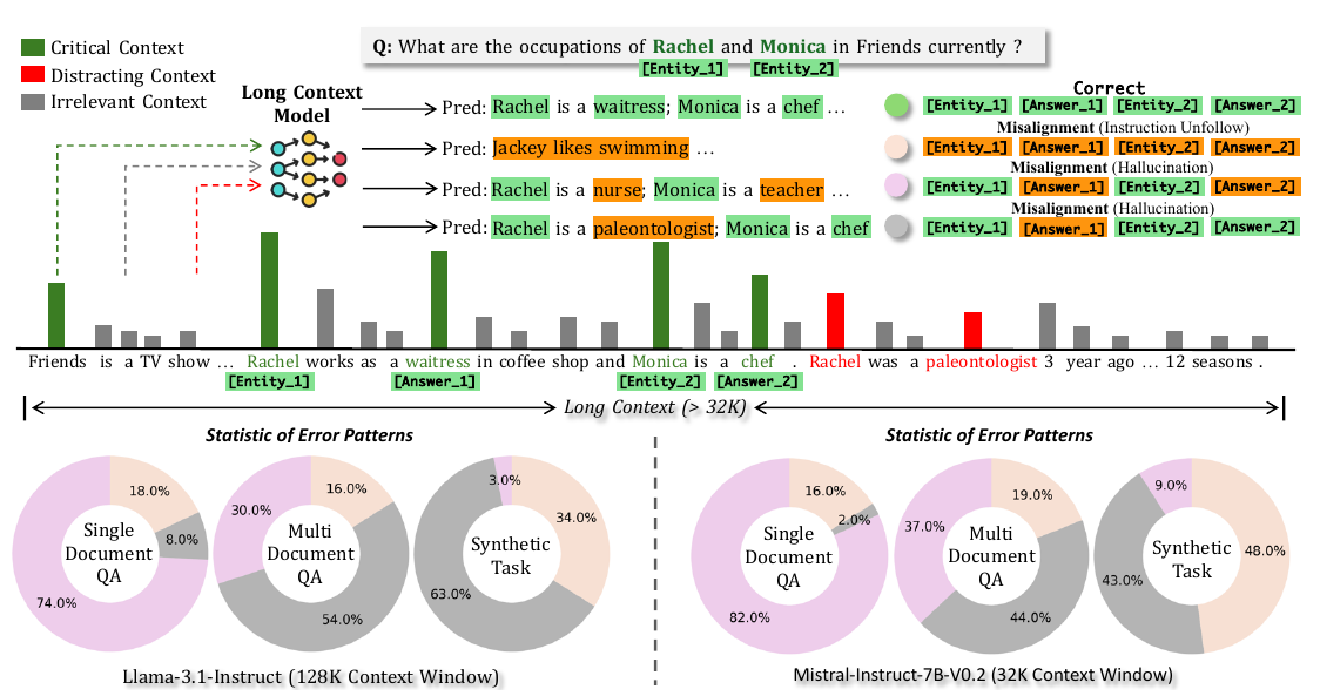 Critical Context
Distracting Context
Irrelevant Context
Q: What are the occupations of Rachel and Monica in Friends currently ?
[Entity_1] [Entity_2]
Long Context
Model
Pred: Rachel is a waitress; Monica is a chef ...
Pred: Jackey likes swimming ...
Pred: Rachel is a nurse; Monica is a teacher ...
Pred: Rachel is a paleontologist; Monica is a chef
Correct
[Entity_1] [Answer_1] [Entity_2] [Answer_2]
Misalignment (Instruction Unfollow)
[Entity_1] [Answer_1] [Entity_2] [Answer_2]
Misalignment (Hallucination)
[Entity_1] [Answer_1] [Entity_2] [Answer_2]
Misalignment (Hallucination)
[Entity_1] [Answer_1] [Entity_2] [Answer_2]
Friends is a TV show ... Rachel works as a waitress in coffee shop and Monica is a chef . Rachel was a paleontologist 3 year ago ... 12 seasons .
[Entity_1] [Answer_1] [Entity_2] [Answer_2]
Long Context (> 32K)
Statistic of Error Patterns
18.0%
8.0%
74.0%
Single
Document
QA
16.0%
30.0%
54.0%
Multi
Document
QA
3.0%
34.0%
63.0%
Synthetic
Task
Llama-3.1-Instruct (128K Context Window)
Statistic of Error Patterns
16.0%
2.0%
82.0%
Single
Document
QA
19.0%
37.0%
44.0%
Multi
Document
QA
9.0%
48.0%
43.0%
Synthetic
Task
Mistral-Instruct-7B-V0.2 (32K Context Window)